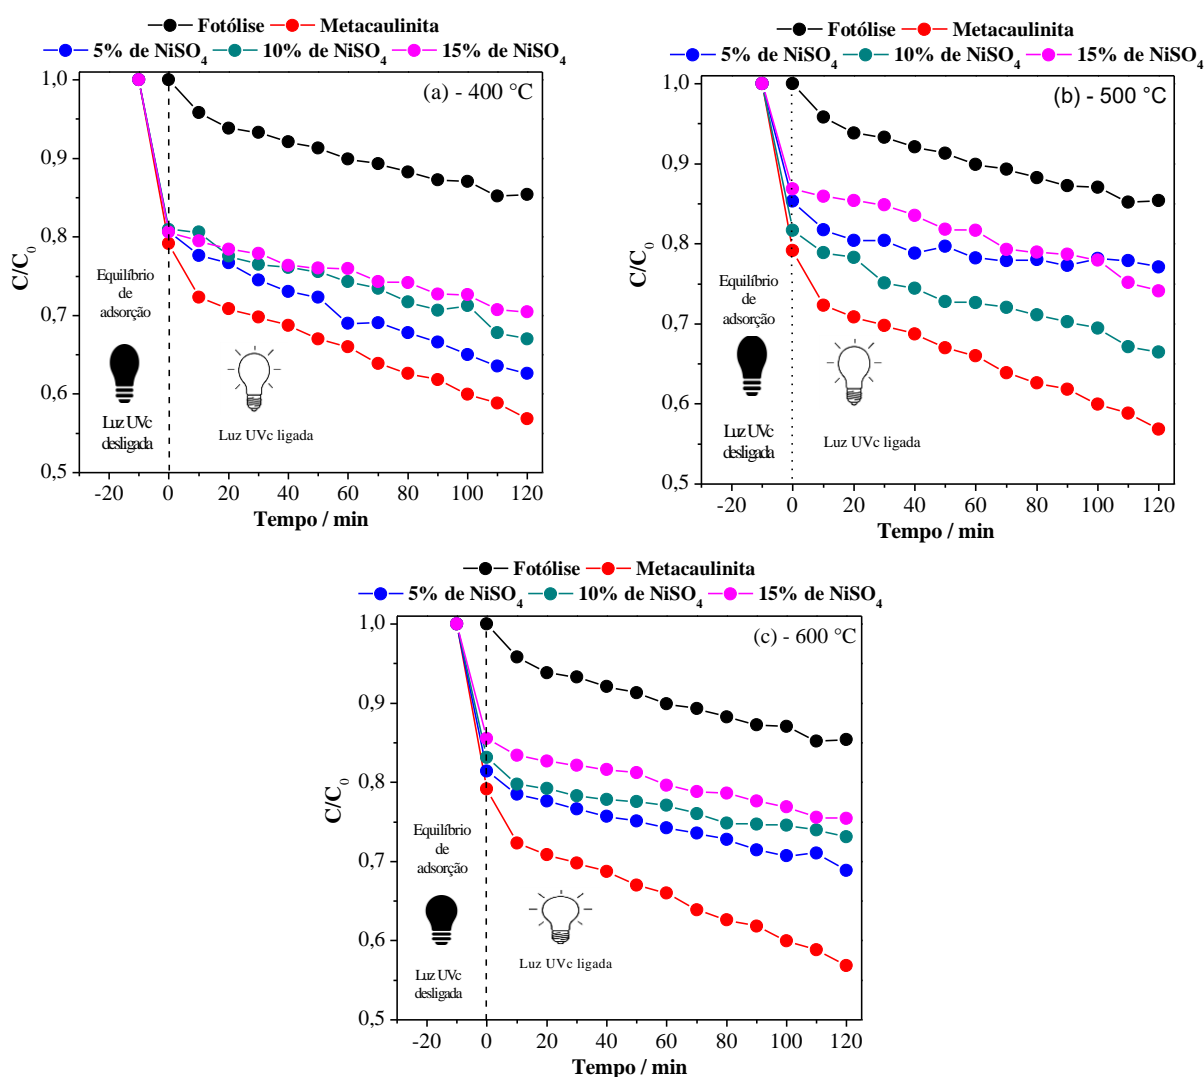 Fotólise Metacaulinita
5% de NiSO4 10% de NiSO4 15% de NiSO4
(a) - 400 °C
1,0
0,9
0,8
0,7
0,6
0,5
C/C0
Equilíbrio
de
adsorção
Luz UVc
desligada
Luz UVc ligada
-20 0 20 40 60 80 100 120
Tempo / min
Fotólise Metacaulinita
5% de NiSO4 10% de NiSO4 15% de NiSO4
(b) - 500 °C
1,0
0,9
0,8
0,7
0,6
0,5
C/C0
Equilíbrio
de
adsorção
Luz UVc
desligada
Luz UVc ligada
-20 0 20 40 60 80 100 120
Tempo / min
Fotólise Metacaulinita
5% de NiSO4 10% de NiSO4 15% de NiSO4
(c) - 600 °C
1,0
0,9
0,8
0,7
0,6
0,5
C/C0
Equilíbrio
de
adsorção
Luz UVc
desligada
Luz UVc ligada
-20 0 20 40 60 80 100 120
Tempo / min